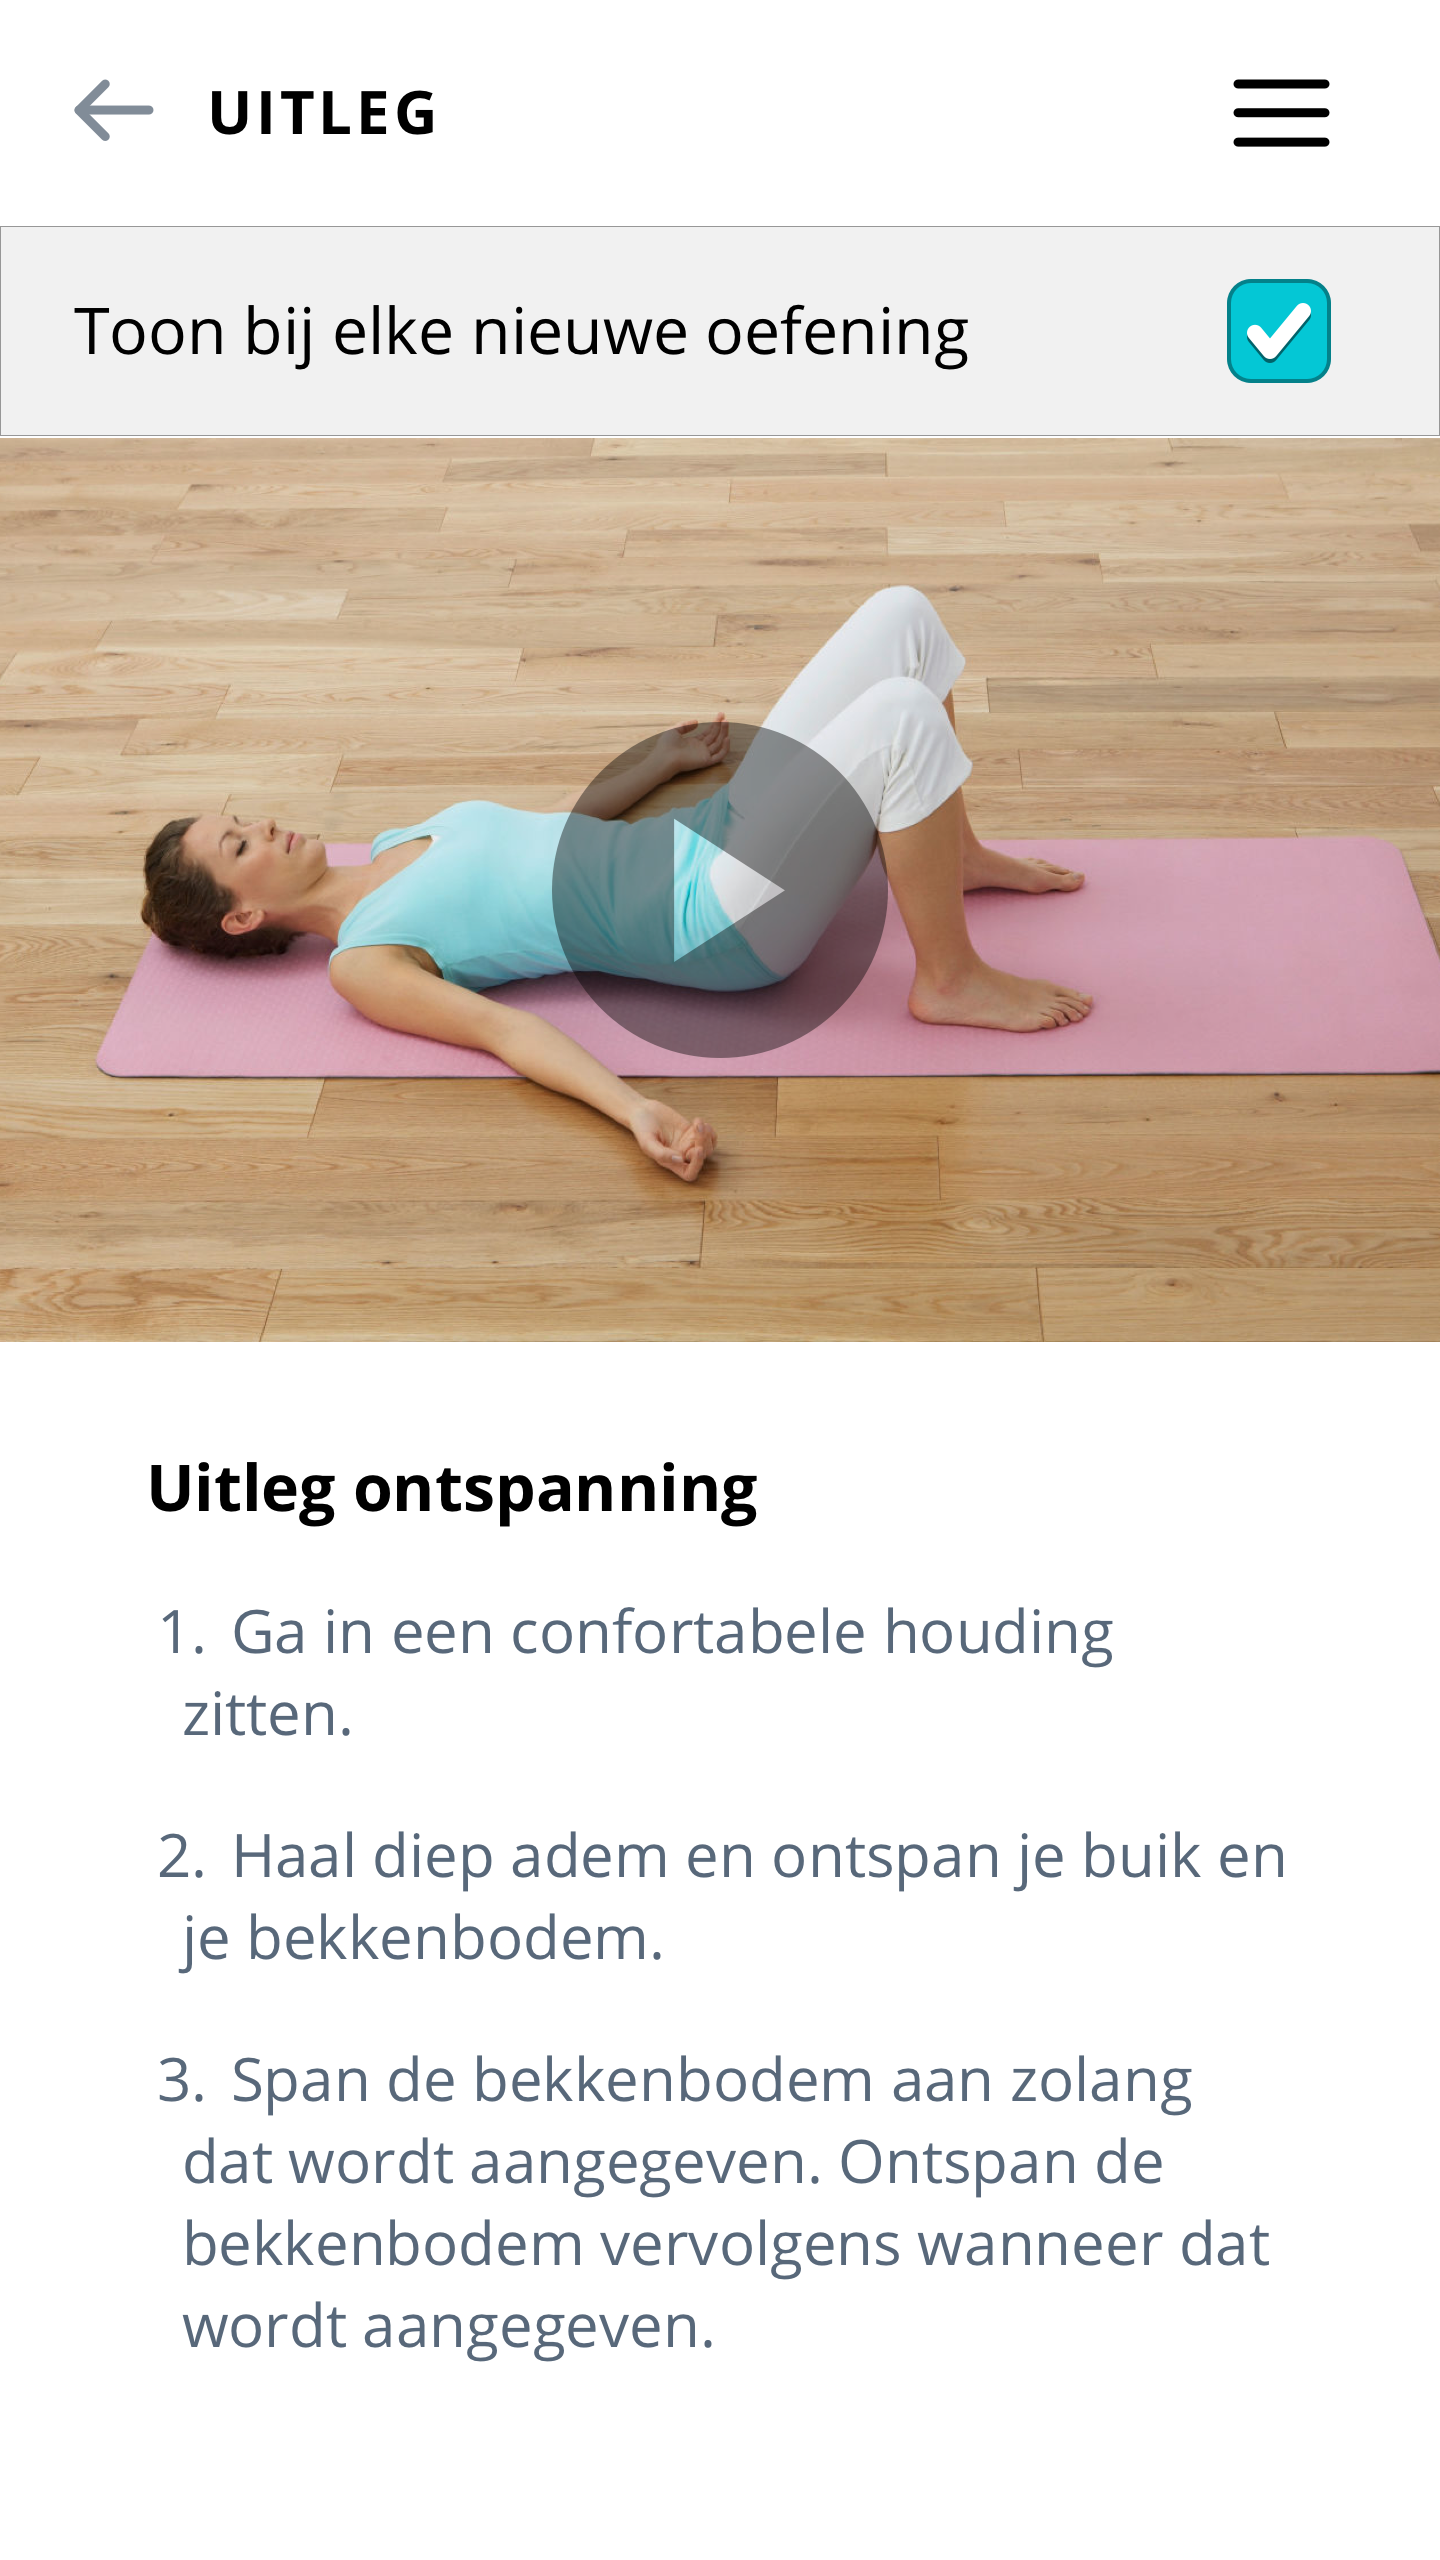 UITLEG
Toon bij elke nieuwe oefening
Uitleg ontspanning
1. Ga in een confortabele houding
zitten.
2. Haal diep adem en ontspan je buik en
je bekkenbodem.
3. Span de bekkenbodem aan zolang
dat wordt aangegeven. Ontspan de
bekkenbodem vervolgens wanneer dat
wordt aangegeven.